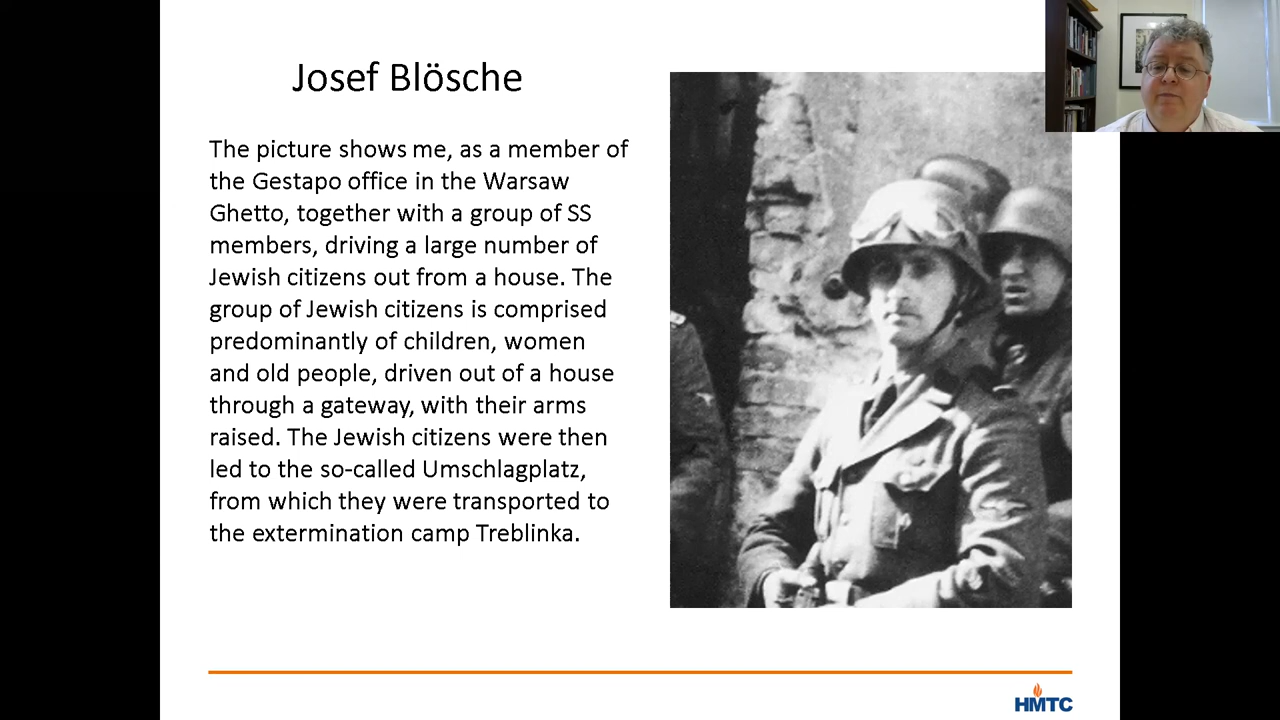 Josef Blösche
The picture shows me, as a member of
the Gestapo office in the Warsaw
Ghetto, together with a group of SS
members, driving a large number of
Jewish citizens out from a house. The
group of Jewish citizens is comprised
predominantly of children, women
and old people, driven out of a house
through a gateway, with their arms
raised. The Jewish citizens were then
led to the so-called Umschlagplatz,
from which they were transported to
the extermination camp Treblinka.
HMTC